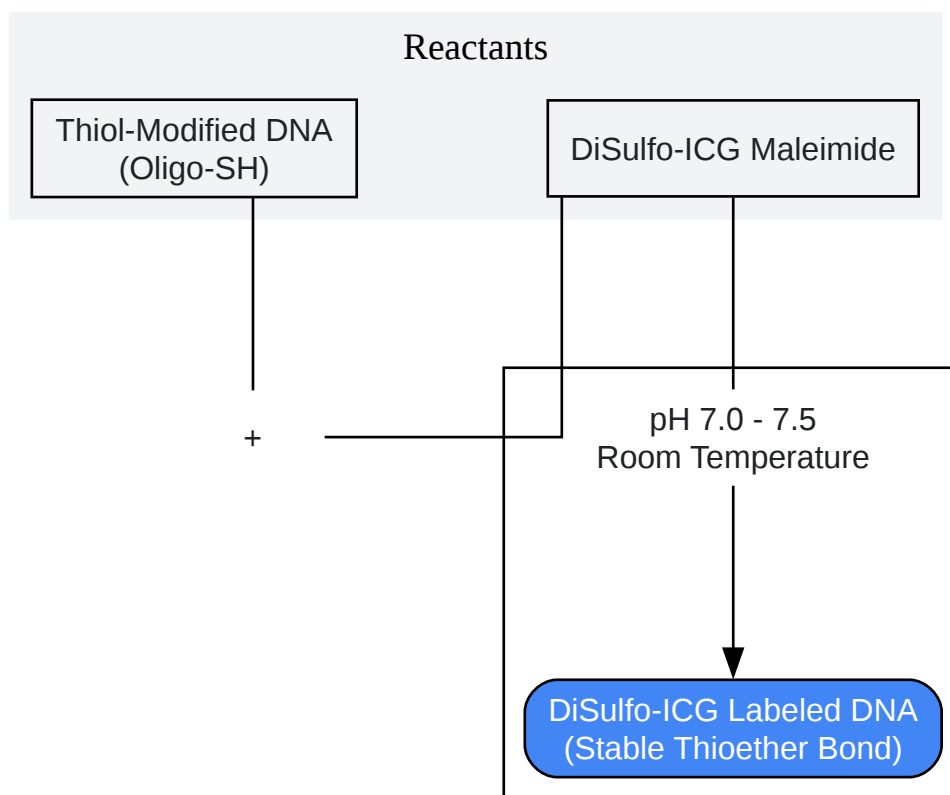 Reactants
Thiol-Modified DNA
(Oligo-SH)
DiSulfo-ICG Maleimide
+
pH 7.0 - 7.5
Room Temperature
DiSulfo-ICG Labeled DNA
(Stable Thioether Bond)